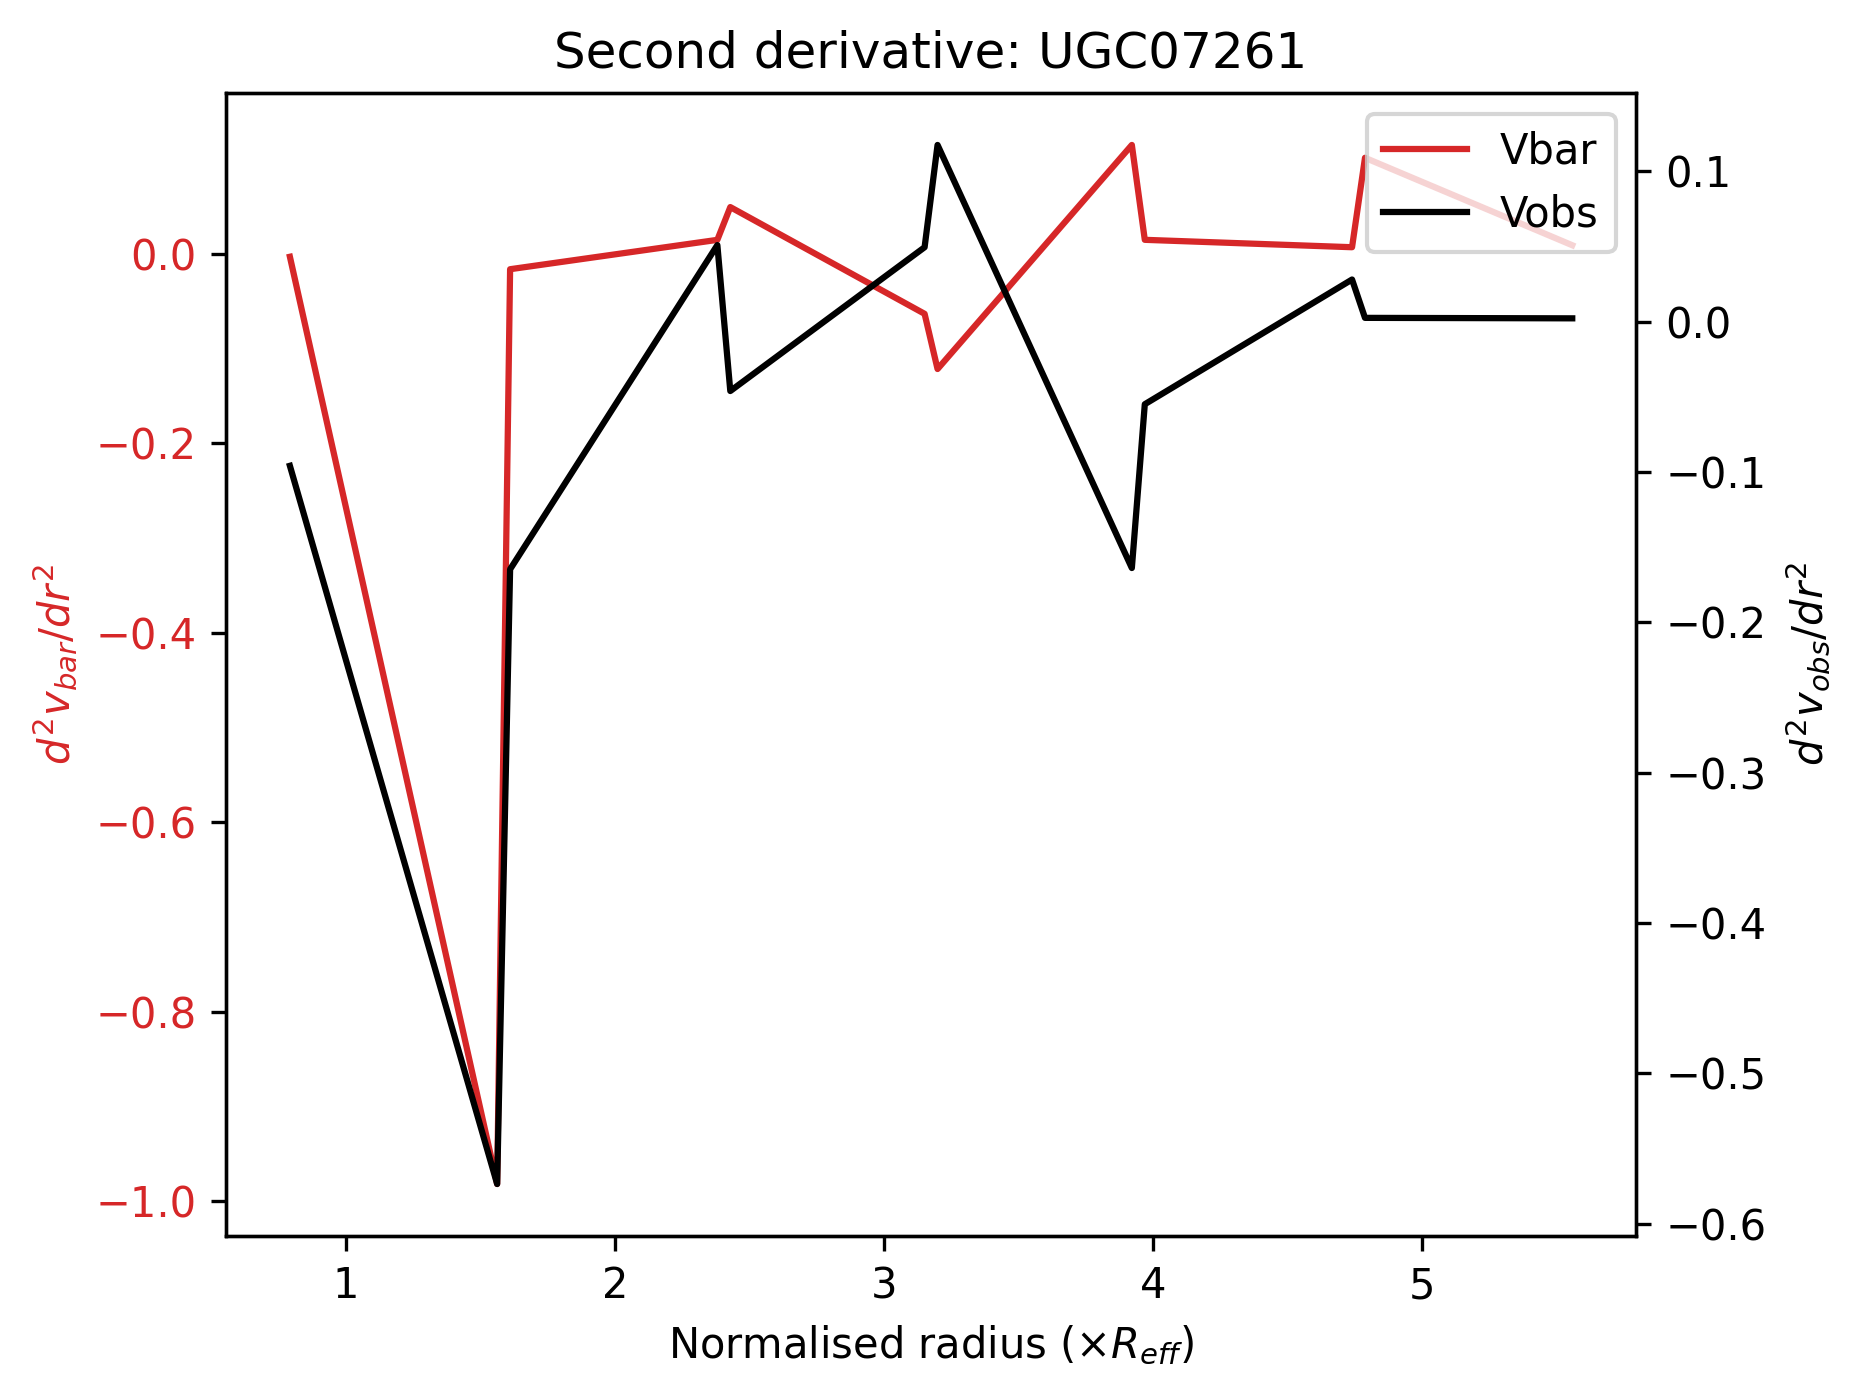 Second derivative: UGC07261
Vbar
Vobs
0.0
−0.2
−0.4
−0.6
−0.8
−1.0
d²v_bar/dr²
0.1
0.0
−0.1
−0.2
−0.3
−0.4
−0.5
−0.6
d²v_obs/dr²
1 2 3 4 5
Normalised radius (×R_eff)